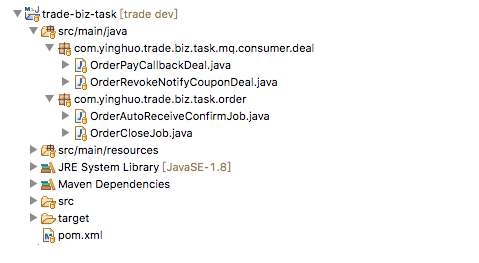 trade-biz-task [trade dev]
src/main/java
com.yinghuo.trade.biz.task.mq.consumer.deal
OrderPayCallbackDeal.java
OrderRevokeNotifyCouponDeal.java
com.yinghuo.trade.biz.task.order
OrderAutoReceiveConfirmJob.java
OrderCloseJob.java
src/main/resources
JRE System Library [JavaSE-1.8]
Maven Dependencies
src
target
pom.xml